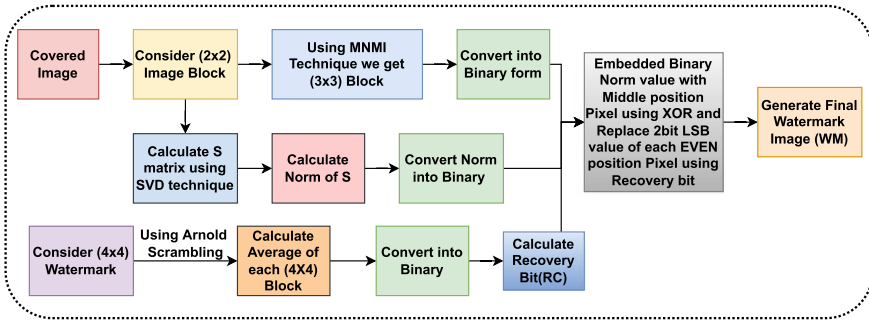 Covered
Image
Consider (2x2)
Image Block
Using MNMI
Technique we get
(3x3) Block
Convert into
Binary form
Embedded Binary
Norm value with
Middle position
Pixel using XOR and
Replace 2bit LSB
value of each EVEN
position Pixel using
Recovery bit
Generate Final
Watermark
Image (WM)
Calculate S
matrix using
SVD technique
Calculate
Norm of S
Convert Norm
into Binary
Consider (4x4)
Watermark
Using Arnold
Scrambling
Calculate
Average of
each (4X4)
Block
Convert into
Binary
Calculate
Recovery
Bit(RC)